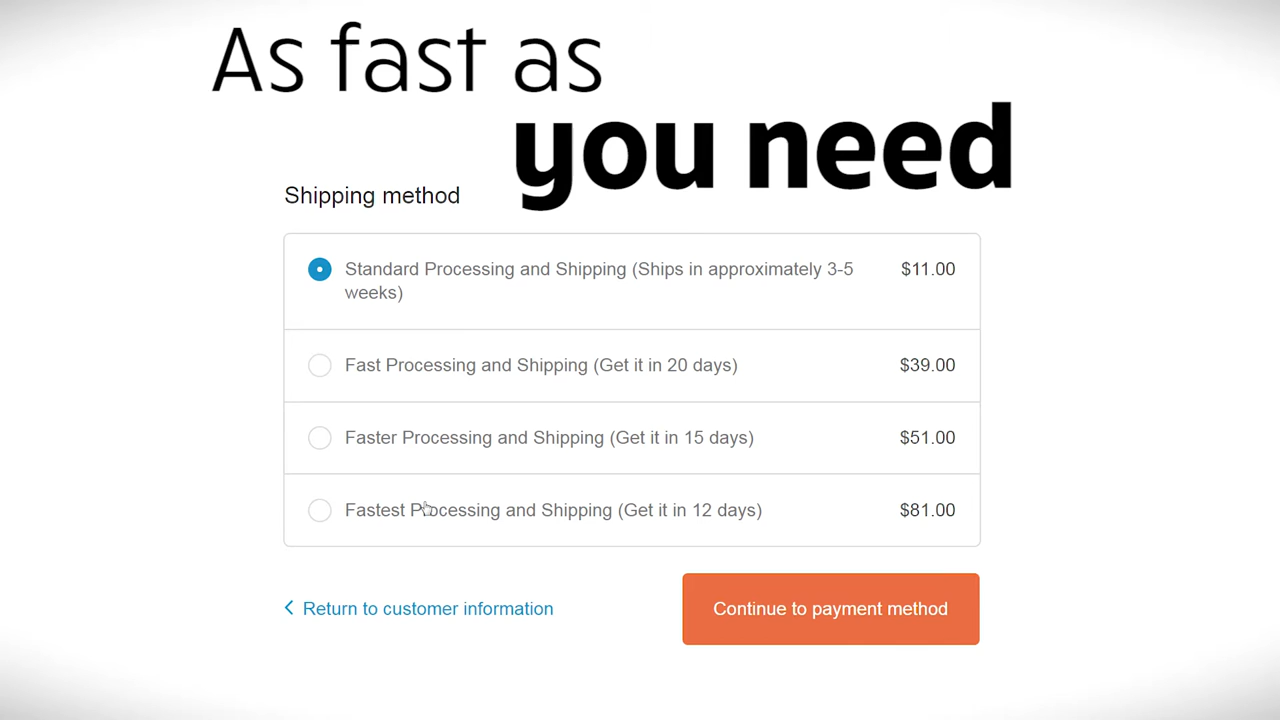 As fast as
you need
Shipping method
Standard Processing and Shipping (Ships in approximately 3-5
weeks)
$11.00
Fast Processing and Shipping (Get it in 20 days)
$39.00
Faster Processing and Shipping (Get it in 15 days)
$51.00
Fastest Processing and Shipping (Get it in 12 days)
$81.00
Return to customer information
Continue to payment method